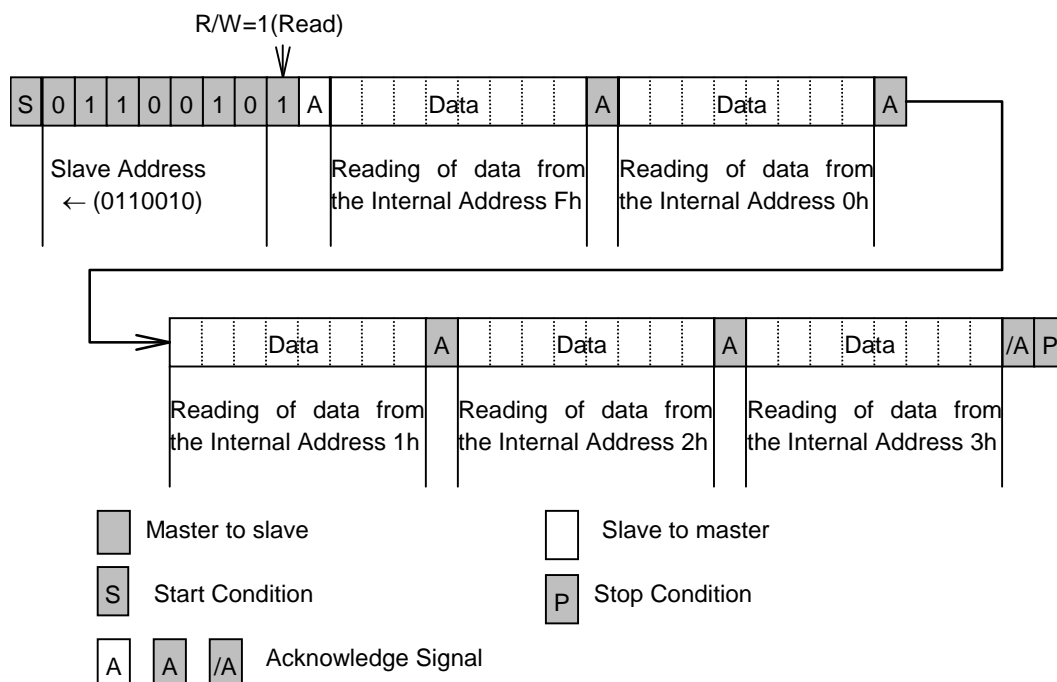 R/W=1(Read)
S 0 1 1 0 0 1 0 1 A Data A Data A
Slave Address
← (0110010)
Reading of data from
the Internal Address Fh
Reading of data from
the Internal Address 0h
Data A Data A Data /A P
Reading of data from
the Internal Address 1h
Reading of data from
the Internal Address 2h
Reading of data from
the Internal Address 3h
Master to slave
Slave to master
S Start Condition
P Stop Condition
A A /A Acknowledge Signal